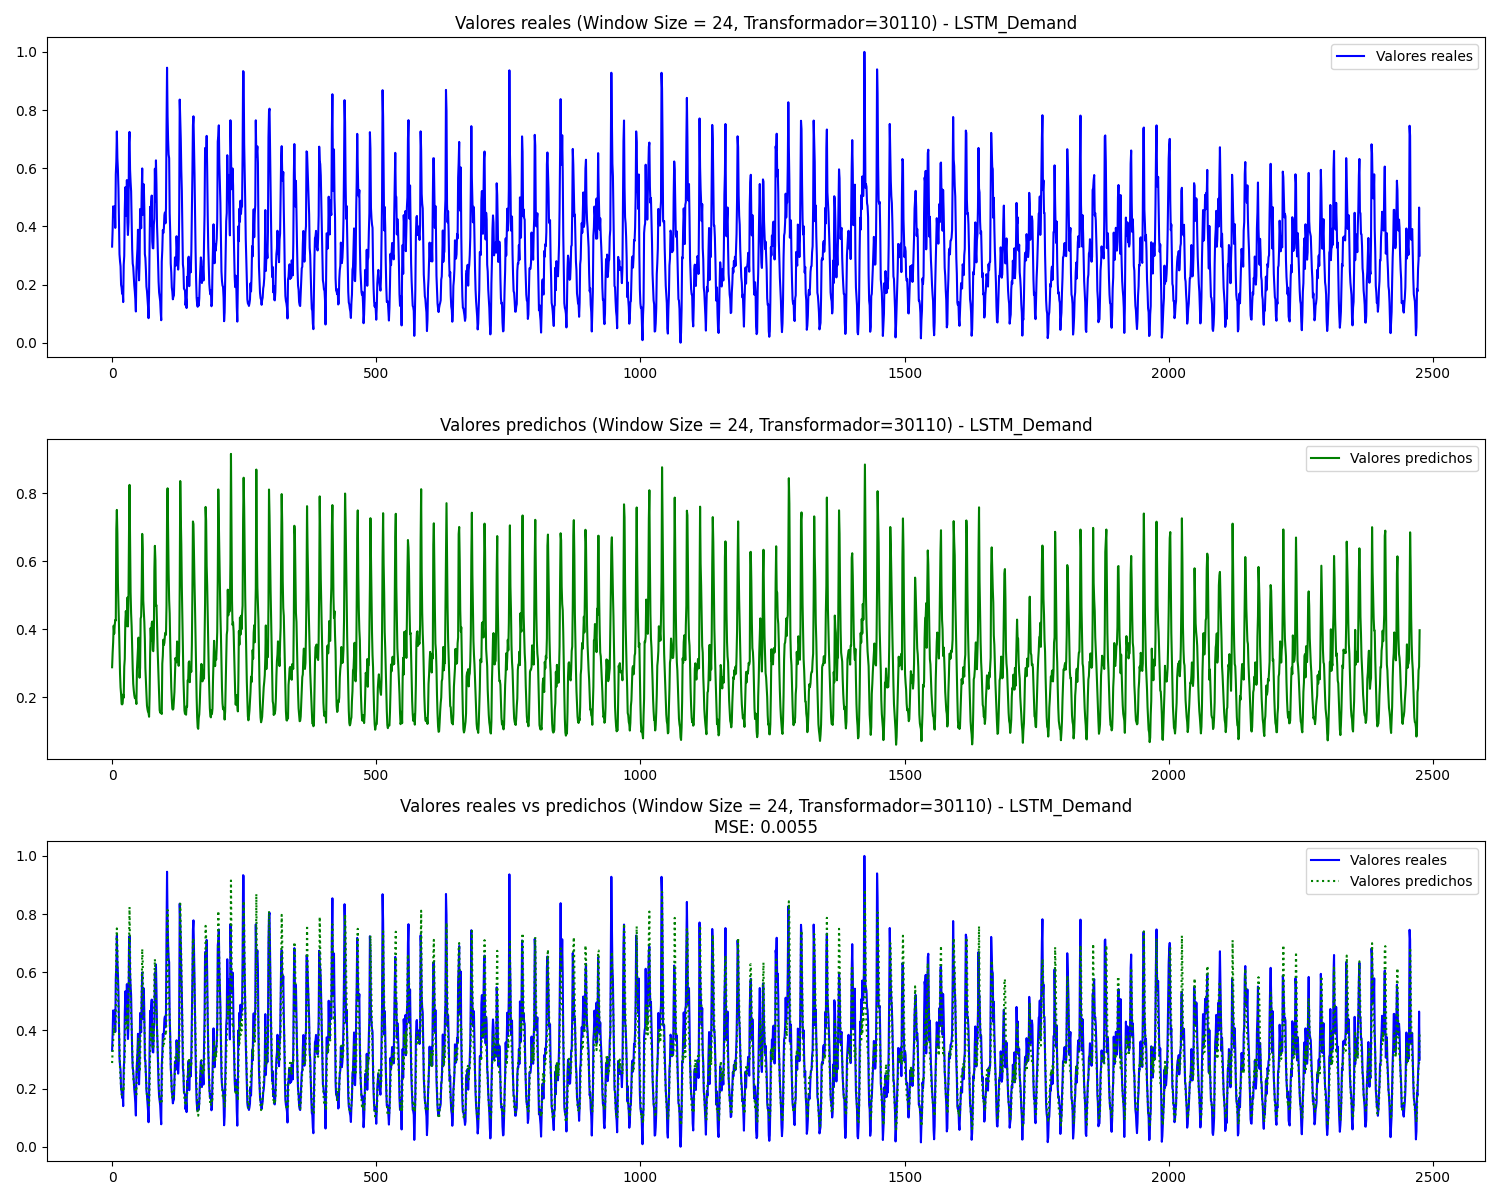 Valores reales (Window Size = 24, Transformador=30110) - LSTM_Demand
Valores reales
1.0
0.8
0.6
0.4
0.2
0.0
0 500 1000 1500 2000 2500
Valores predichos (Window Size = 24, Transformador=30110) - LSTM_Demand
Valores predichos
0.8
0.6
0.4
0.2
0 500 1000 1500 2000 2500
Valores reales vs predichos (Window Size = 24, Transformador=30110) - LSTM_Demand
MSE: 0.0055
Valores reales
Valores predichos
1.0
0.8
0.6
0.4
0.2
0.0
0 500 1000 1500 2000 2500